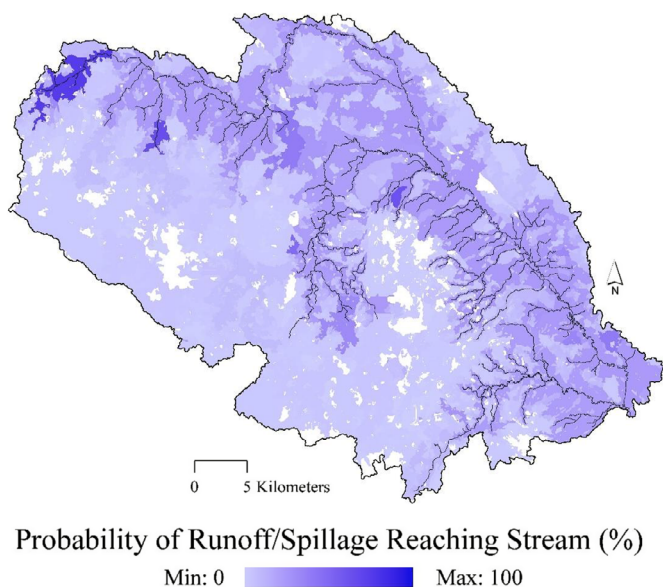 N
0 5 Kilometers
Probability of Runoff/Spillage Reaching Stream (%)
Min: 0 Max: 100